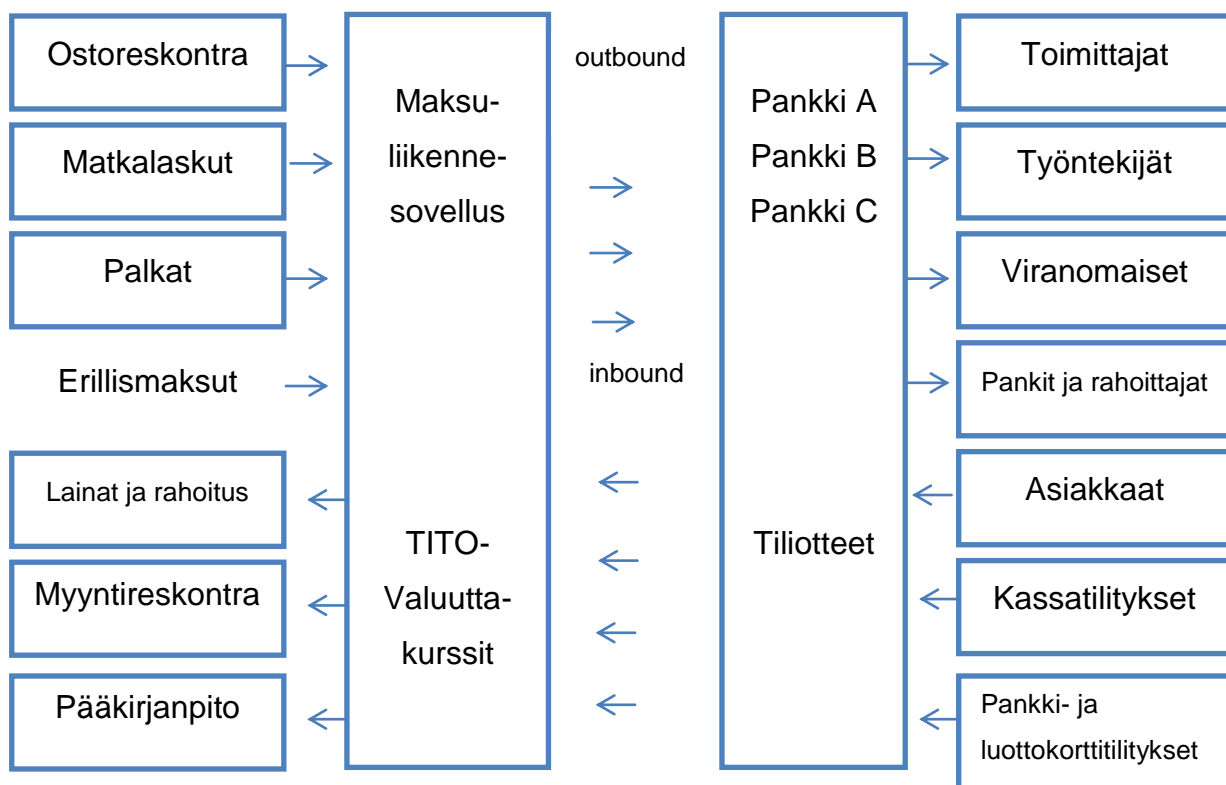 Ostoreskontra
Matkalaskut
Palkat
Erillismaksut
Lainat ja rahoitus
Myyntireskontra
Pääkirjanpito
Maksu-
liikenne-
sovellus
TITO-
Valuutta-
kurssit
outbound
inbound
Pankki A
Pankki B
Pankki C
Tiliotteet
Toimittajat
Työntekijät
Viranomaiset
Pankit ja rahoittajat
Asiakkaat
Kassatilitykset
Pankki- ja
luottokorttitilitykset